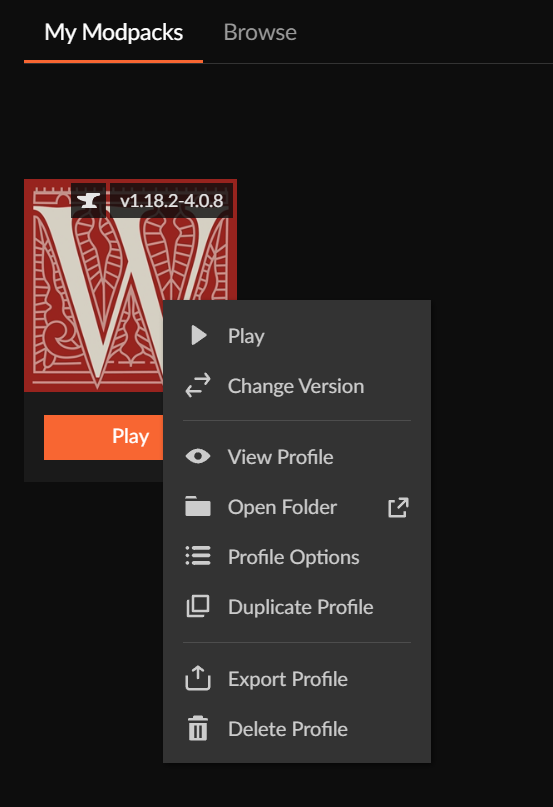 My Modpacks Browse
v1.18.2-4.0.8
W
Play
Play
Change Version
View Profile
Open Folder
Profile Options
Duplicate Profile
Export Profile
Delete Profile